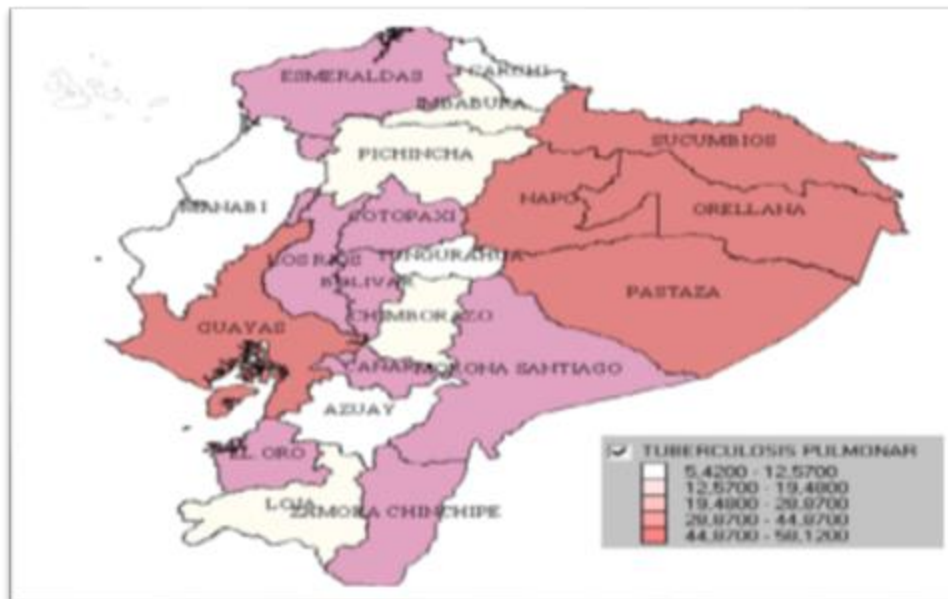 ESMERALDAS
CARCHI
IMBABURA
PICHINCHA
SUCUMBIOS
MANABI
COTOPAXI
NAPO
ORELLANA
LOS RIOS
TUNGURAHUA
BOLIVAR
PASTAZA
GUAYAS
CHIMBORAZO
CAÑAR
MORONA SANTIAGO
AZUAY
EL ORO
LOJA
ZAMORA CHINCHIPE
TUBERCULOSIS PULMONAR
5,4200 - 12,5700
12,5700 - 19,4800
19,4800 - 28,8700
28,8700 - 44,8700
44,8700 - 58,1200